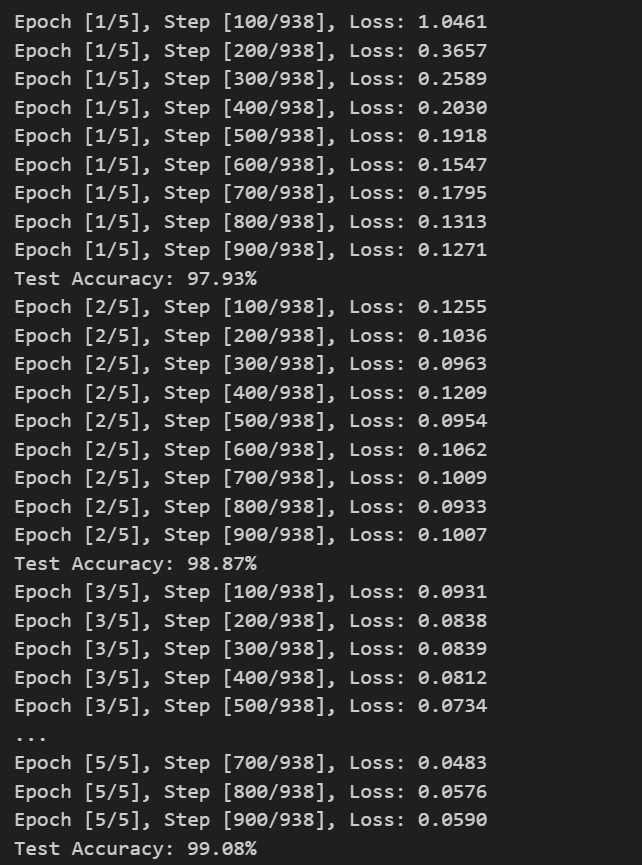 Epoch [1/5], Step [100/938], Loss: 1.0461
Epoch [1/5], Step [200/938], Loss: 0.3657
Epoch [1/5], Step [300/938], Loss: 0.2589
Epoch [1/5], Step [400/938], Loss: 0.2030
Epoch [1/5], Step [500/938], Loss: 0.1918
Epoch [1/5], Step [600/938], Loss: 0.1547
Epoch [1/5], Step [700/938], Loss: 0.1795
Epoch [1/5], Step [800/938], Loss: 0.1313
Epoch [1/5], Step [900/938], Loss: 0.1271
Test Accuracy: 97.93%
Epoch [2/5], Step [100/938], Loss: 0.1255
Epoch [2/5], Step [200/938], Loss: 0.1036
Epoch [2/5], Step [300/938], Loss: 0.0963
Epoch [2/5], Step [400/938], Loss: 0.1209
Epoch [2/5], Step [500/938], Loss: 0.0954
Epoch [2/5], Step [600/938], Loss: 0.1062
Epoch [2/5], Step [700/938], Loss: 0.1009
Epoch [2/5], Step [800/938], Loss: 0.0933
Epoch [2/5], Step [900/938], Loss: 0.1007
Test Accuracy: 98.87%
Epoch [3/5], Step [100/938], Loss: 0.0931
Epoch [3/5], Step [200/938], Loss: 0.0838
Epoch [3/5], Step [300/938], Loss: 0.0839
Epoch [3/5], Step [400/938], Loss: 0.0812
Epoch [3/5], Step [500/938], Loss: 0.0734
...
Epoch [5/5], Step [700/938], Loss: 0.0483
Epoch [5/5], Step [800/938], Loss: 0.0576
Epoch [5/5], Step [900/938], Loss: 0.0590
Test Accuracy: 99.08%